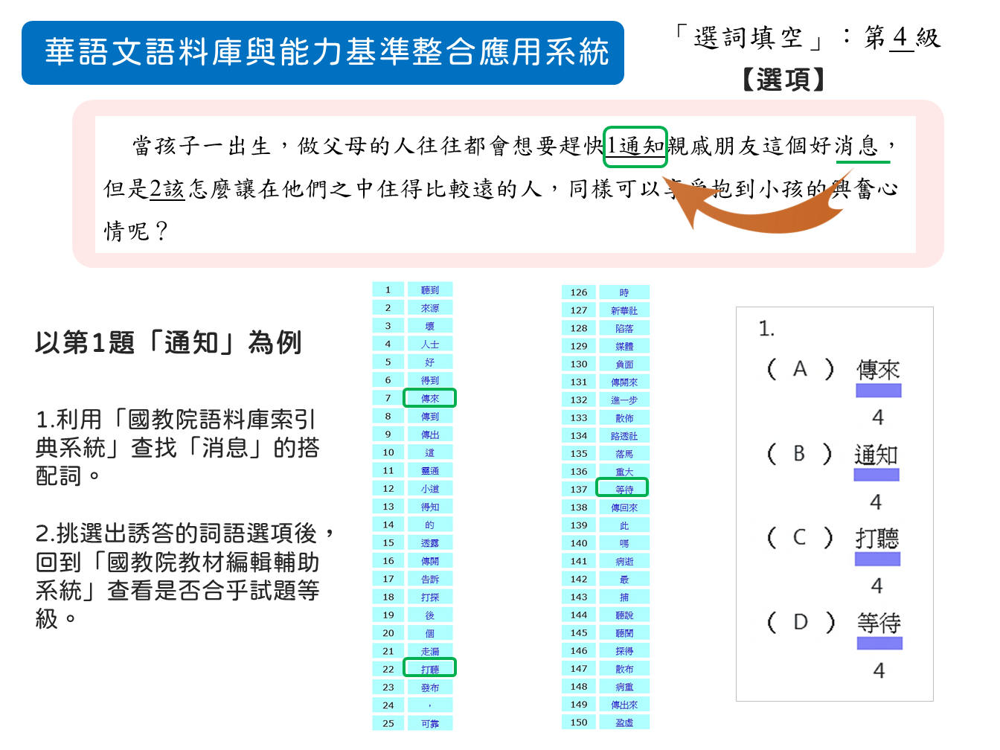 華語文語料庫與能力基準整合應用系統
「選詞填空」：第 4 級
【選項】
當孩子一出生，做父母的人往往都會想要趕快1通知親戚朋友這個好消息，
但是2該怎麼讓在他們之中住得比較遠的人，同樣可以享受抱到小孩的興奮心
情呢？
以第1題「通知」為例
1.利用「國教院語料庫索引
典系統」查找「消息」的搭
配詞。
2.挑選出誘答的詞語選項後，
回到「國教院教材編輯輔助
系統」查看是否合乎試題等
級。
1 聽到
2 來源
3 壞
4 人士
5 好
6 得到
7 傳來
8 傳到
9 傳出
10 這
11 靈通
12 小道
13 得知
14 的
15 透露
16 傳開
17 告訴
18 打探
19 後
20 個
21 走漏
22 打聽
23 發布
24 ，
25 可靠
126 時
127 新華社
128 陷落
129 媒體
130 負面
131 傳開來
132 進一步
133 散佈
134 路透社
135 落馬
136 重大
137 等待
138 傳回來
139 此
140 嗎
141 病逝
142 最
143 捕
144 聽說
145 聽聞
146 探得
147 散布
148 病重
149 傳出來
150 盈虛
1.
( A ) 傳來
4
( B ) 通知
4
( C ) 打聽
4
( D ) 等待
4